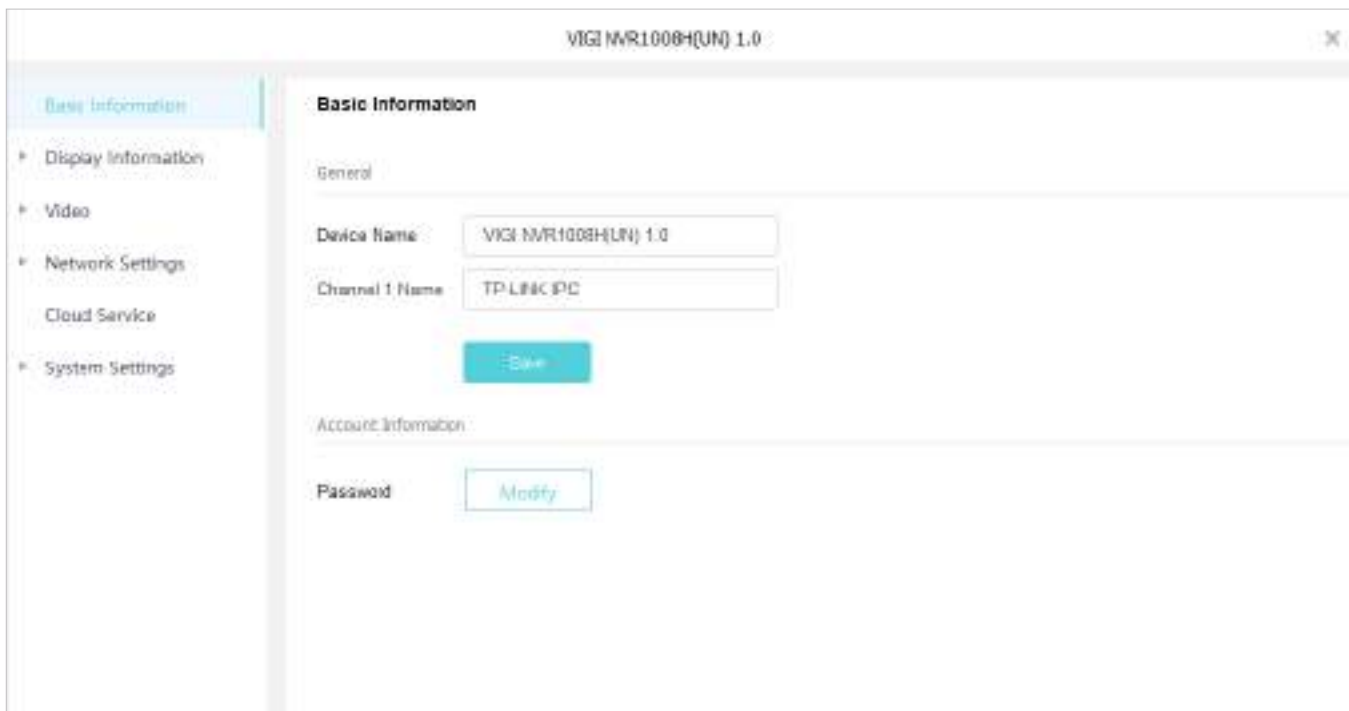 VIGI NVR1008H(UN) 1.0
Basic Information
Display Information
Video
Network Settings
Cloud Service
System Settings
Basic Information
General
Device Name VIGI NVR1008H(UN) 1.0
Channel 1 Name TP-LINK IPC
Save
Account Information
Password Modify